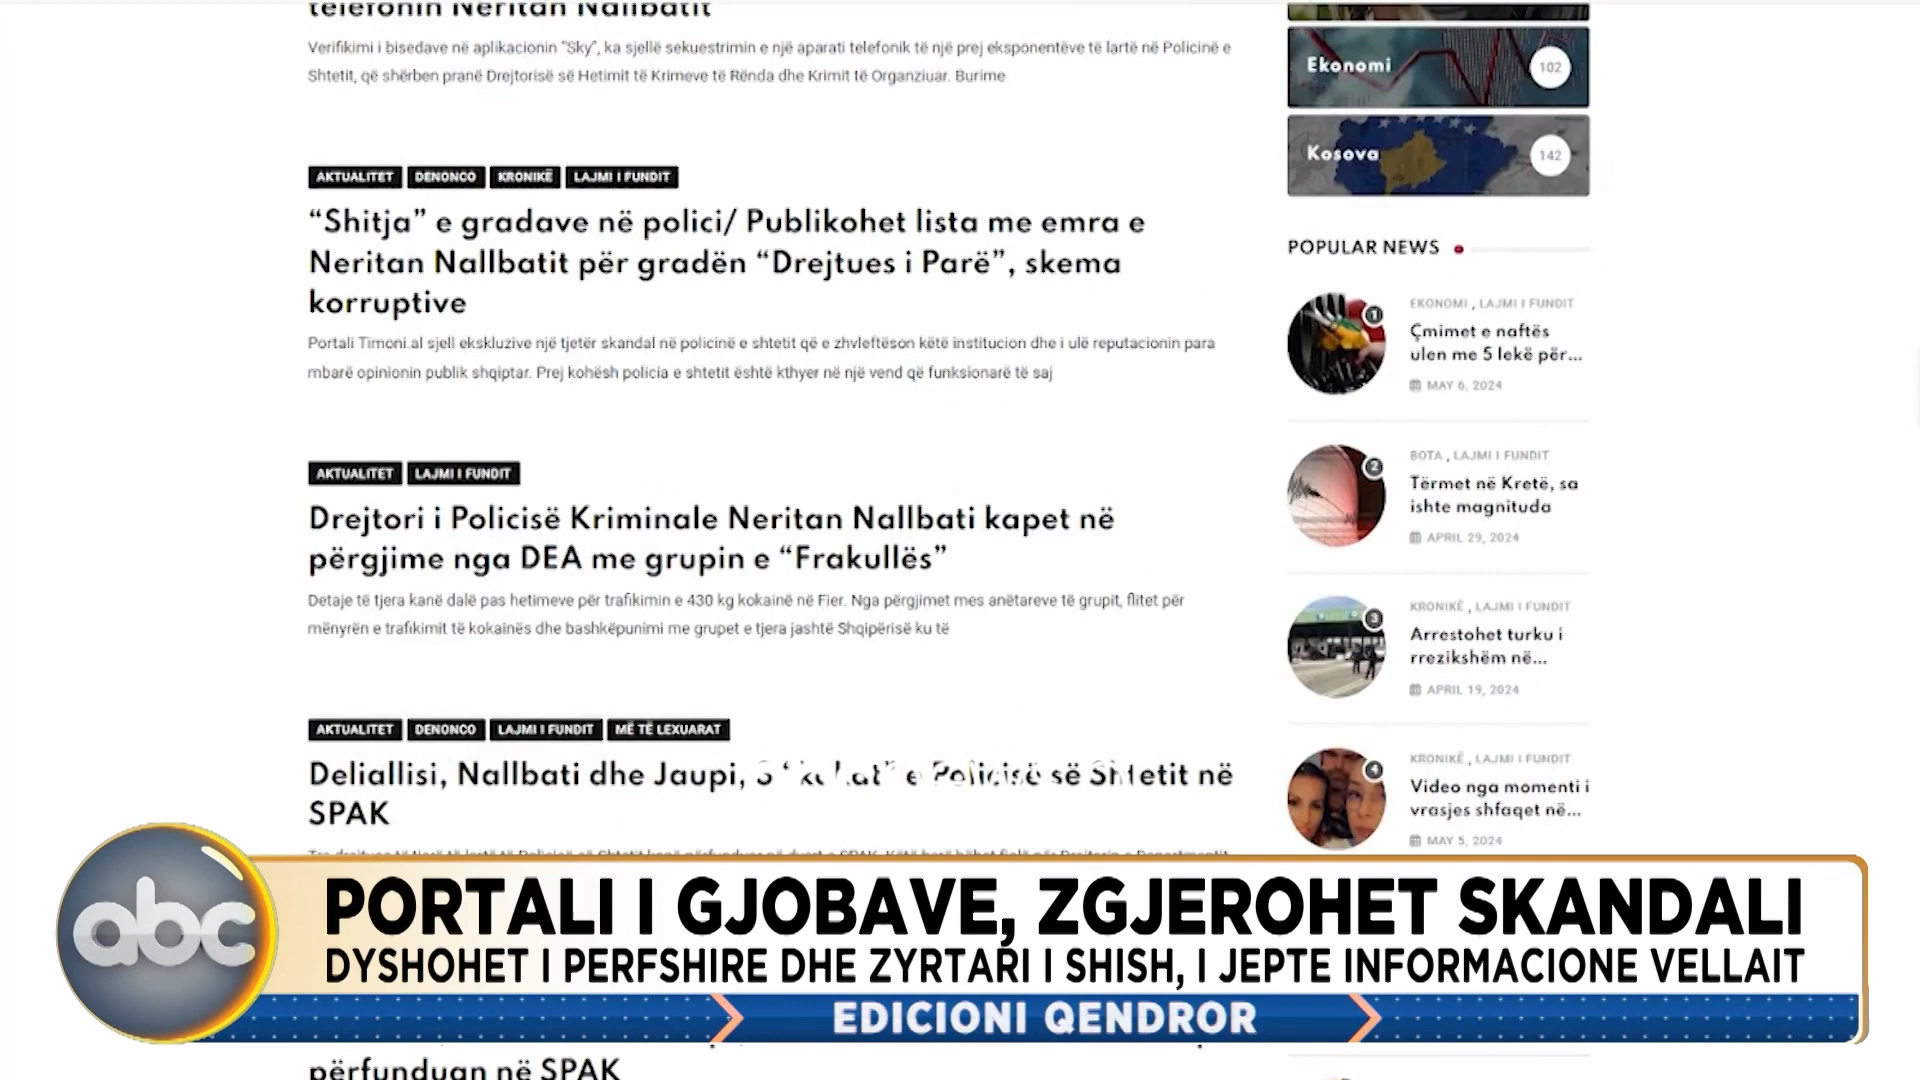 telefonin Neritan Nallbatit
Verifikimi i bisedave në aplikacionin "Sky", ka sjellë sekuestrimin e një aparati telefonik të një prej eksponentëve të lartë në Policinë e
Shtetit, që shërben pranë Drejtorisë së Hetimit të Krimeve të Rënda dhe Krimit të Organziuar. Burime
AKTUALITET DENONCO KRONIKË LAJMI I FUNDIT
“Shitja” e gradave në polici/ Publikohet lista me emra e
Neritan Nallbatit për gradën “Drejtues i Parë”, skema
korruptive
Portali Timoni.al sjell ekskluzive një tjetër skandal në policinë e shtetit që e zhvleftëson këtë institucion dhe i ulë reputacionin para
mbarë opinionin publik shqiptar. Prej kohësh policia e shtetit është kthyer në një vend që funksionarë të saj
AKTUALITET LAJMI I FUNDIT
Drejtori i Policisë Kriminale Neritan Nallbati kapet në
përgjime nga DEA me grupin e “Frakullës”
Detaje të tjera kanë dalë pas hetimeve për trafikimin e 430 kg kokainë në Fier. Nga përgjimet mes anëtareve të grupit, flitet për
mënyrën e trafikimit të kokainës dhe bashkëpunimi me grupet e tjera jashtë Shqipërisë ku të
AKTUALITET DENONCO LAJMI I FUNDIT MË TË LEXUARAT
Deliallisi, Nallbati dhe Jaupi, e Policisë së Shtetit në
SPAK
përfunduan në SPAK
Ekonomi 102
Kosova 142
POPULAR NEWS
1
EKONOMI , LAJMI I FUNDIT
Çmimet e naftës
ulen me 5 lekë për...
MAY 6, 2024
2
BOTA , LAJMI I FUNDIT
Tërmet në Kretë, sa
ishte magnituda
APRIL 29, 2024
3
KRONIKË , LAJMI I FUNDIT
Arrestohet turku i
rrezikshëm në...
APRIL 19, 2024
4
KRONIKË , LAJMI I FUNDIT
Video nga momenti i
vrasjes shfaqet në...
MAY 5, 2024
abc
PORTALI I GJOBAVE, ZGJEROHET SKANDALI
DYSHOHET I PERFSHIRE DHE ZYRTARI I SHISH, I JEPTE INFORMACIONE VELLAIT
EDICIONI QENDROR